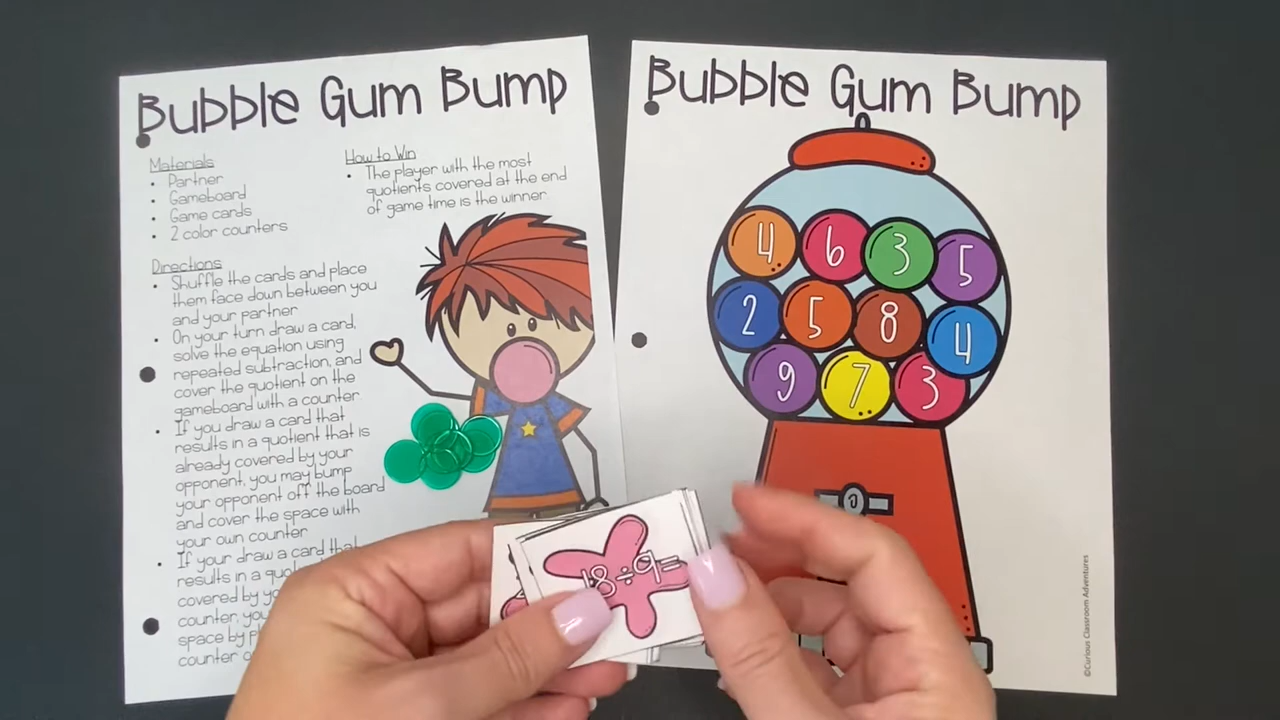 Bubble Gum Bump
Materials
• Partner
• Gameboard
• Game cards
• 2 color counters
How to Win
• The player with the most
quotients covered at the end
of game time is the winner
Directions
• Shuffle the cards and place
them face down between you
and your partner
• On your turn draw a card,
solve the equation using
repeated subtraction, and
cover the quotient on the
gameboard with a counter
• If you draw a card that
results in a quotient that is
already covered by your
opponent, you may bump
your opponent off the board
and cover the space with
your own counter
• If your draw a card that
results in a
covered by
counter,
space by
counter
Bubble Gum Bump
4 6 3 5
2 5 8 4
9 7 3
18÷9=
©Curious Classroom Adventures